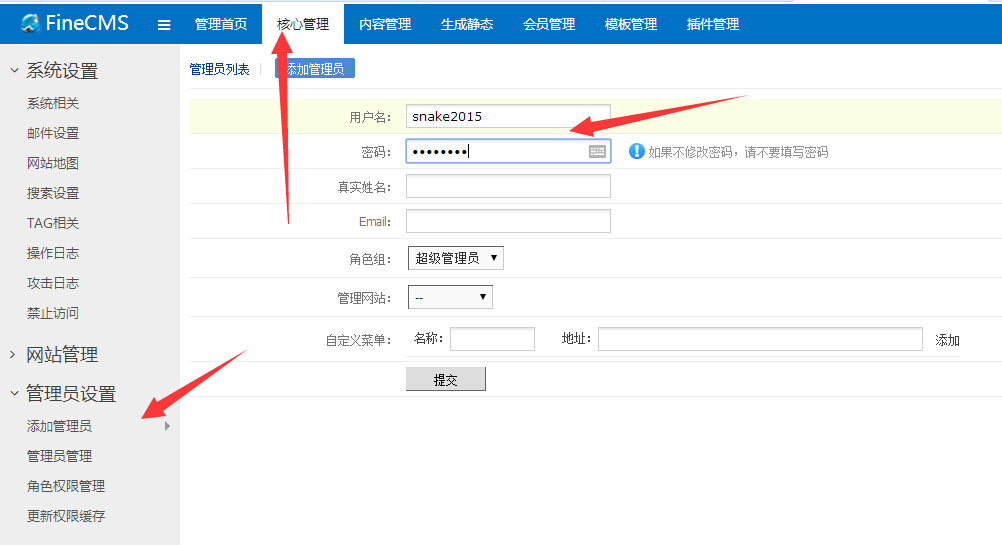 FineCMS 管理首页 核心管理 内容管理 生成静态 会员管理 模板管理 插件管理
系统设置
系统相关
邮件设置
网站地图
搜索设置
TAG相关
操作日志
攻击日志
禁止访问
网站管理
管理员设置
添加管理员
管理员管理
角色权限管理
更新权限缓存
管理员列表 添加管理员
用户名: snake2015
密码: •••••••• 如果不修改密码，请不要填写密码
真实姓名:
Email:
角色组: 超级管理员
管理网站: --
自定义菜单: 名称: 地址: 添加
提交